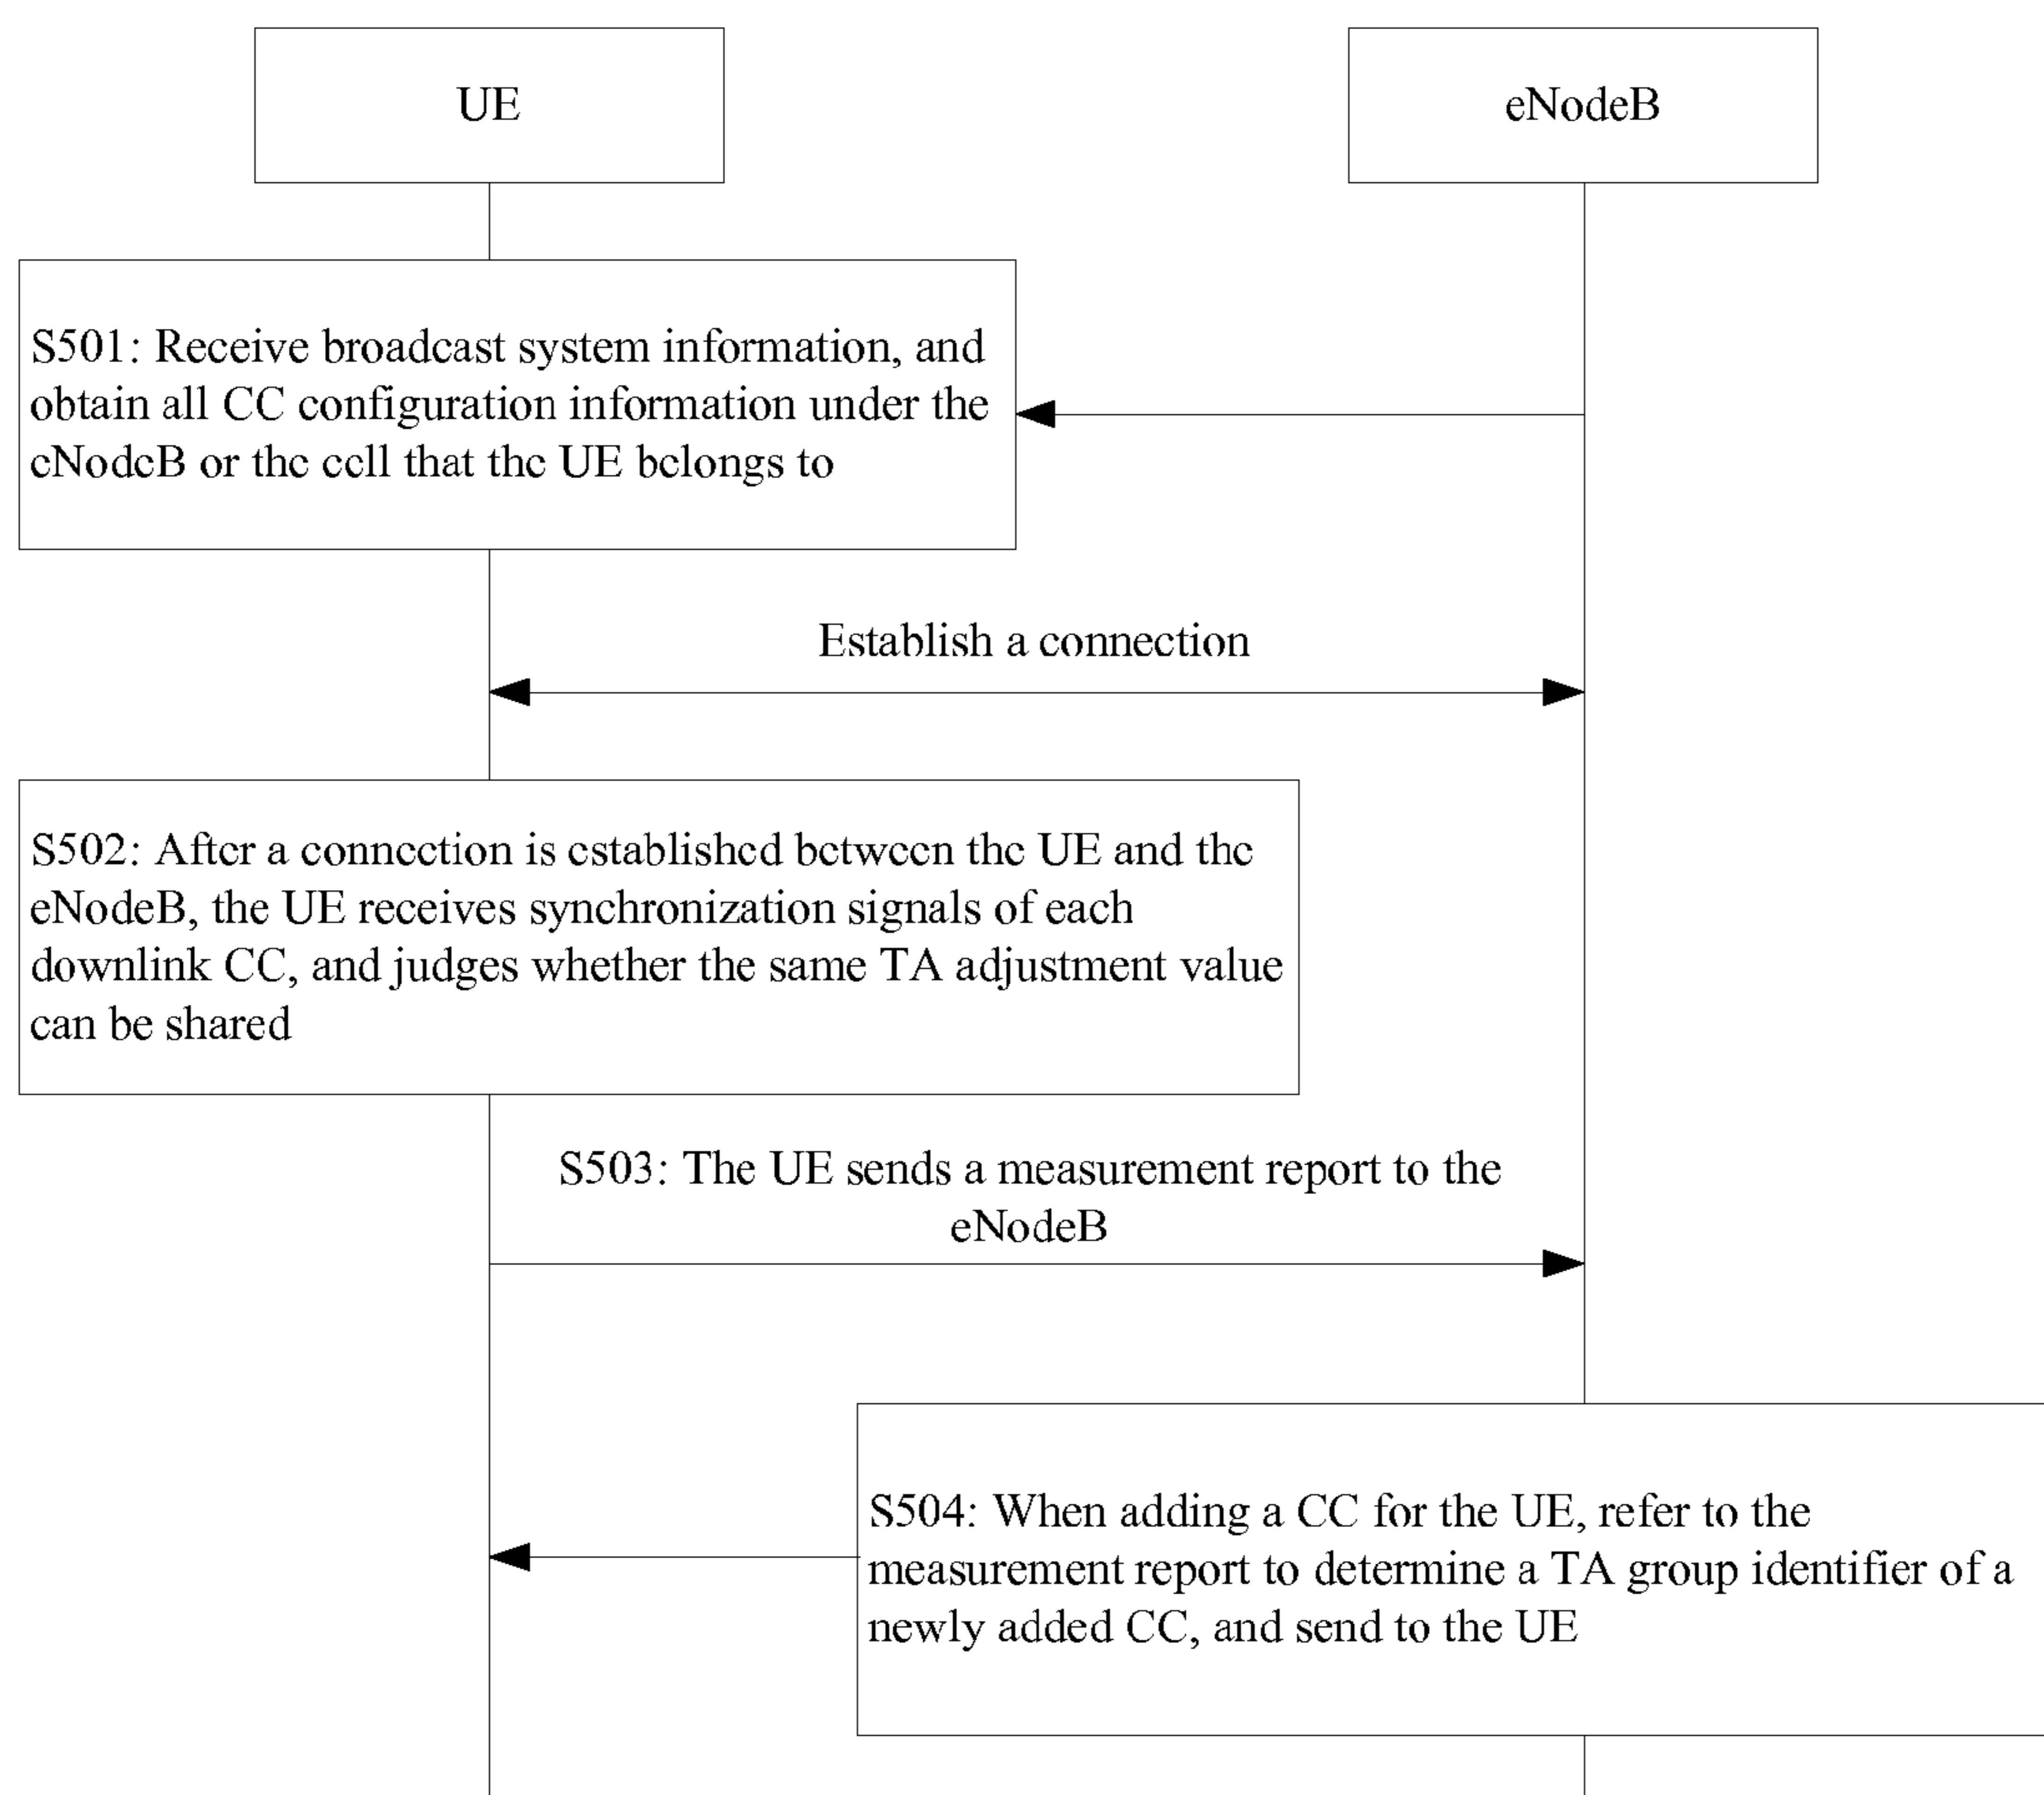 UE
eNodeB
S501: Receive broadcast system information, and
obtain all CC configuration information under the
eNodeB or the cell that the UE belongs to
Establish a connection
S502: After a connection is established between the UE and the
eNodeB, the UE receives synchronization signals of each
downlink CC, and judges whether the same TA adjustment value
can be shared
S503: The UE sends a measurement report to the
eNodeB
S504: When adding a CC for the UE, refer to the
measurement report to determine a TA group identifier of a
newly added CC, and send to the UE